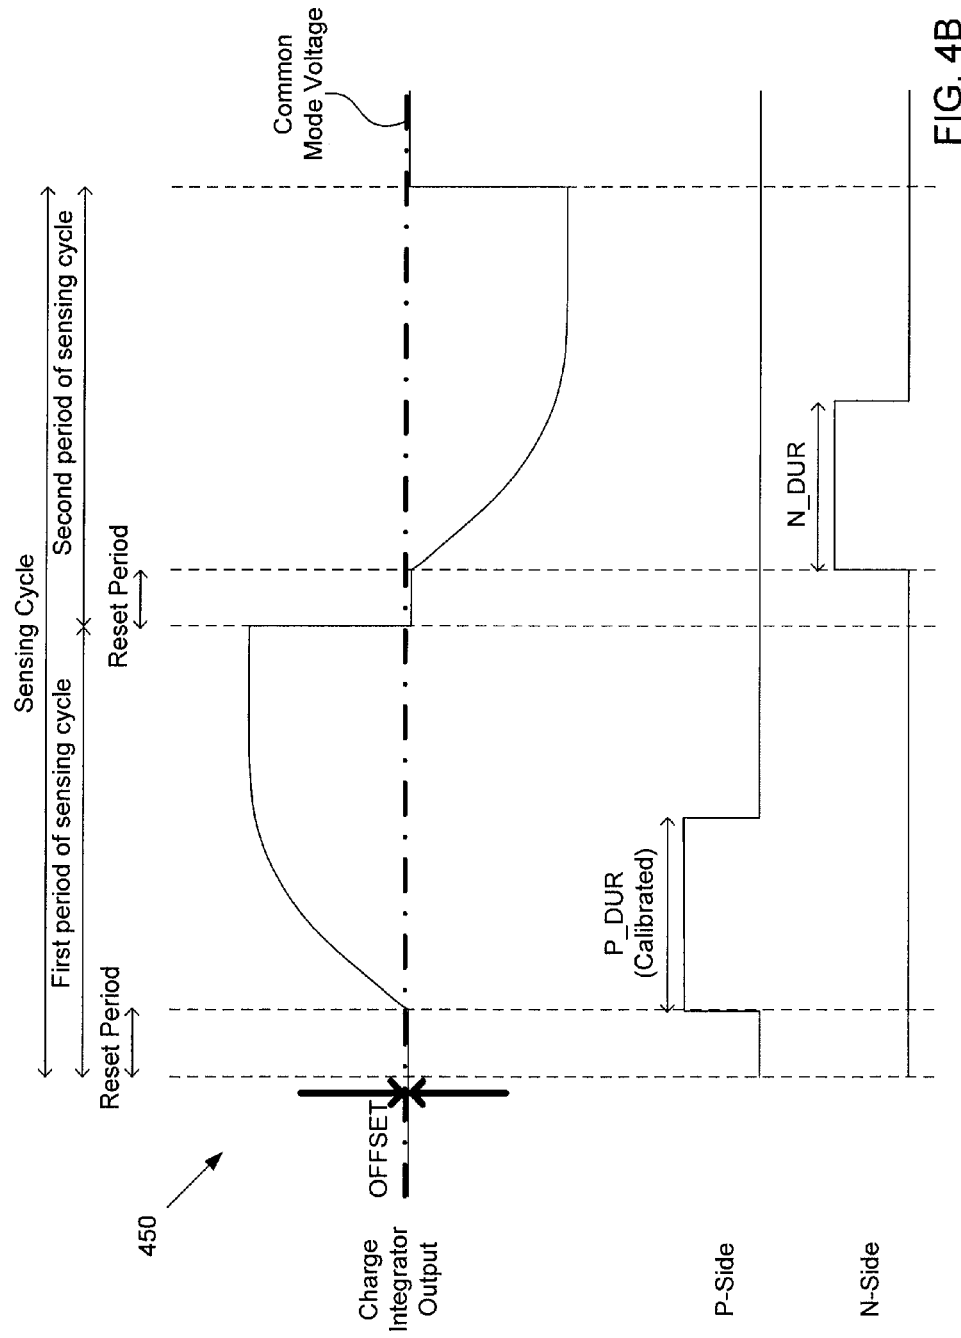 Sensing Cycle
First period of sensing cycle
Second period of sensing cycle
Reset Period
Reset Period
Common
Mode Voltage
450
OFFSET
Charge
Integrator
Output
P_DUR
(Calibrated)
N_DUR
P-Side
N-Side
FIG. 4B